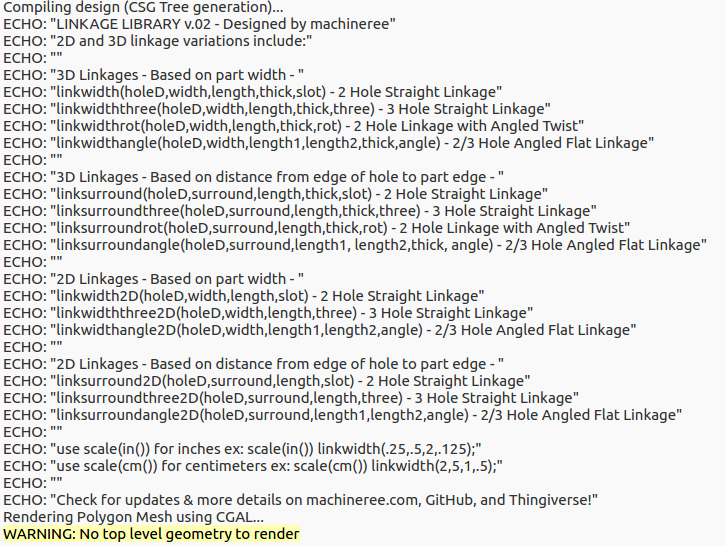 Compiling design (CSG Tree generation)...
ECHO: "LINKAGE LIBRARY v.02 - Designed by machineree"
ECHO: "2D and 3D linkage variations include:"
ECHO: ""
ECHO: "3D Linkages - Based on part width - "
ECHO: "linkwidth(holeD,width,length,thick,slot) - 2 Hole Straight Linkage"
ECHO: "linkwidththree(holeD,width,length,thick,three) - 3 Hole Straight Linkage"
ECHO: "linkwidthrot(holeD,width,length,thick,rot) - 2 Hole Linkage with Angled Twist"
ECHO: "linkwidthangle(holeD,width,length1,length2,thick,angle) - 2/3 Hole Angled Flat Linkage"
ECHO: ""
ECHO: "3D Linkages - Based on distance from edge of hole to part edge - "
ECHO: "linksurround(holeD,surround,length,thick,slot) - 2 Hole Straight Linkage"
ECHO: "linksurroundthree(holeD,surround,length,thick,three) - 3 Hole Straight Linkage"
ECHO: "linksurroundrot(holeD,surround,length,thick,rot) - 2 Hole Linkage with Angled Twist"
ECHO: "linksurroundangle(holeD,surround,length1, length2,thick, angle) - 2/3 Hole Angled Flat Linkage"
ECHO: ""
ECHO: "2D Linkages - Based on part width - "
ECHO: "linkwidth2D(holeD,width,length,slot) - 2 Hole Straight Linkage"
ECHO: "linkwidththree2D(holeD,width,length,three) - 3 Hole Straight Linkage"
ECHO: "linkwidthangle2D(holeD,width,length1,length2,angle) - 2/3 Hole Angled Flat Linkage"
ECHO: ""
ECHO: "2D Linkages - Based on distance from edge of hole to part edge - "
ECHO: "linksurround2D(holeD,surround,length,slot) - 2 Hole Straight Linkage"
ECHO: "linksurroundthree2D(holeD,surround,length,three) - 3 Hole Straight Linkage"
ECHO: "linksurroundangle2D(holeD,surround,length1,length2,angle) - 2/3 Hole Angled Flat Linkage"
ECHO: ""
ECHO: "use scale(in()) for inches ex: scale(in()) linkwidth(.25,.5,2,.125);"
ECHO: "use scale(cm()) for centimeters ex: scale(cm()) linkwidth(2,5,1,.5);"
ECHO: ""
ECHO: "Check for updates & more details on machineree.com, GitHub, and Thingiverse!"
Rendering Polygon Mesh using CGAL...
WARNING: No top level geometry to render